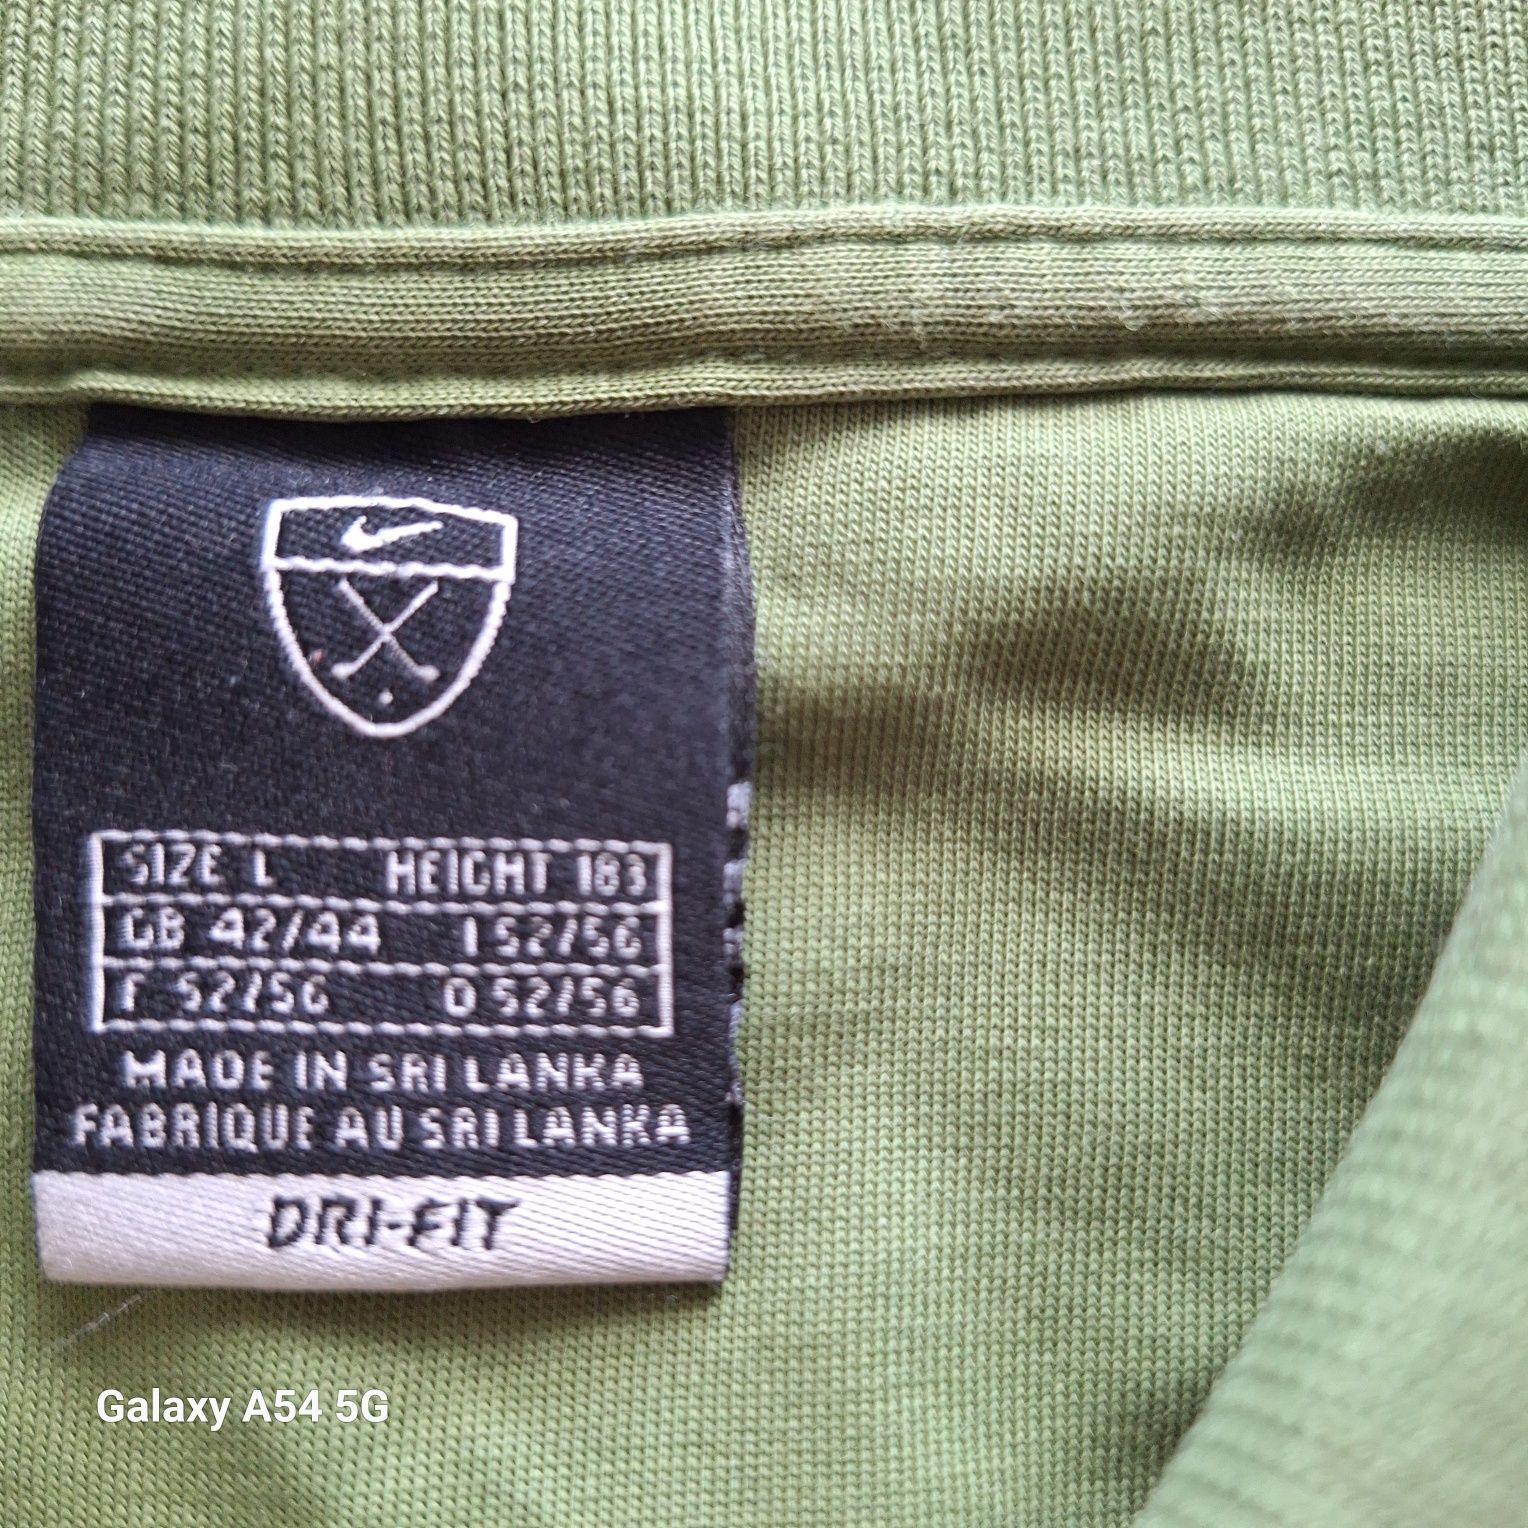 SIZE L HEIGHT 183
GB 42/44 I 52/56
F 52/56 D 52/56
MADE IN SRI LANKA
FABRIQUE AU SRI LANKA
DRI-FIT
Galaxy A54 5G